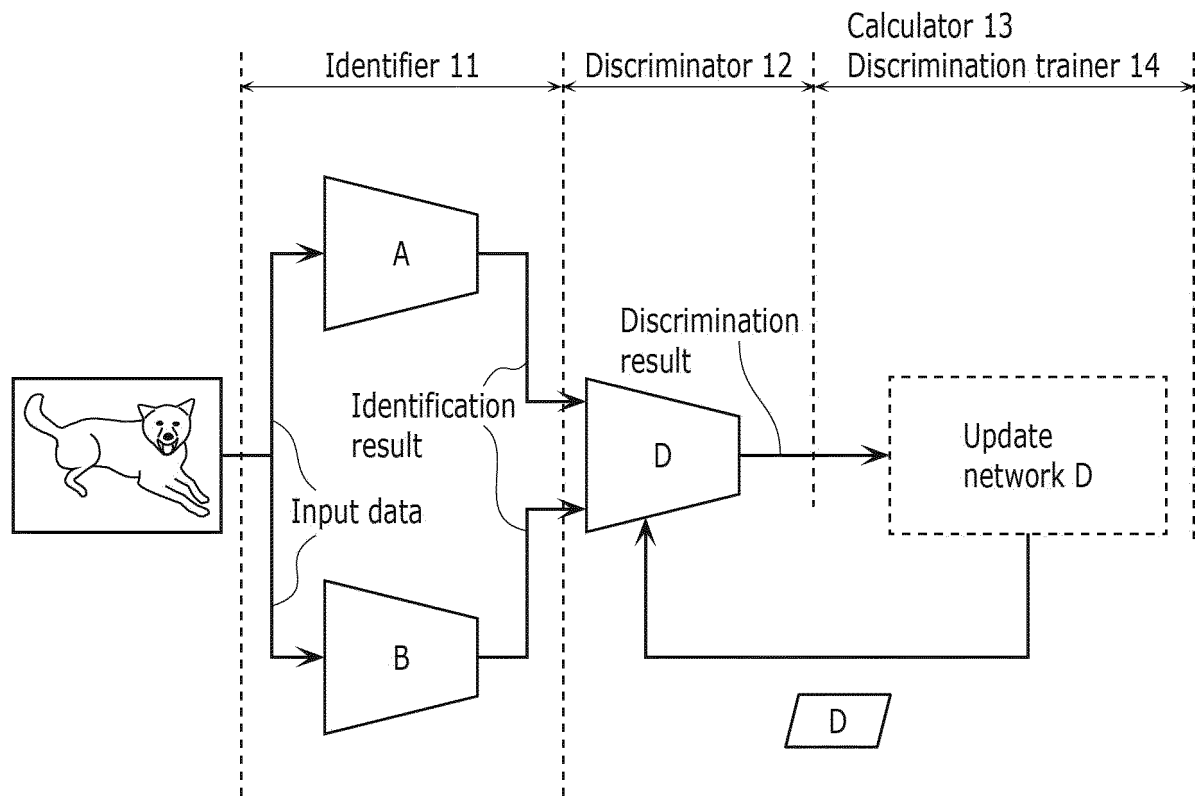 Calculator 13
Identifier 11
Discriminator 12
Discrimination trainer 14
A
Discrimination
result
Identification
result
D
Update
network D
Input data
B
D